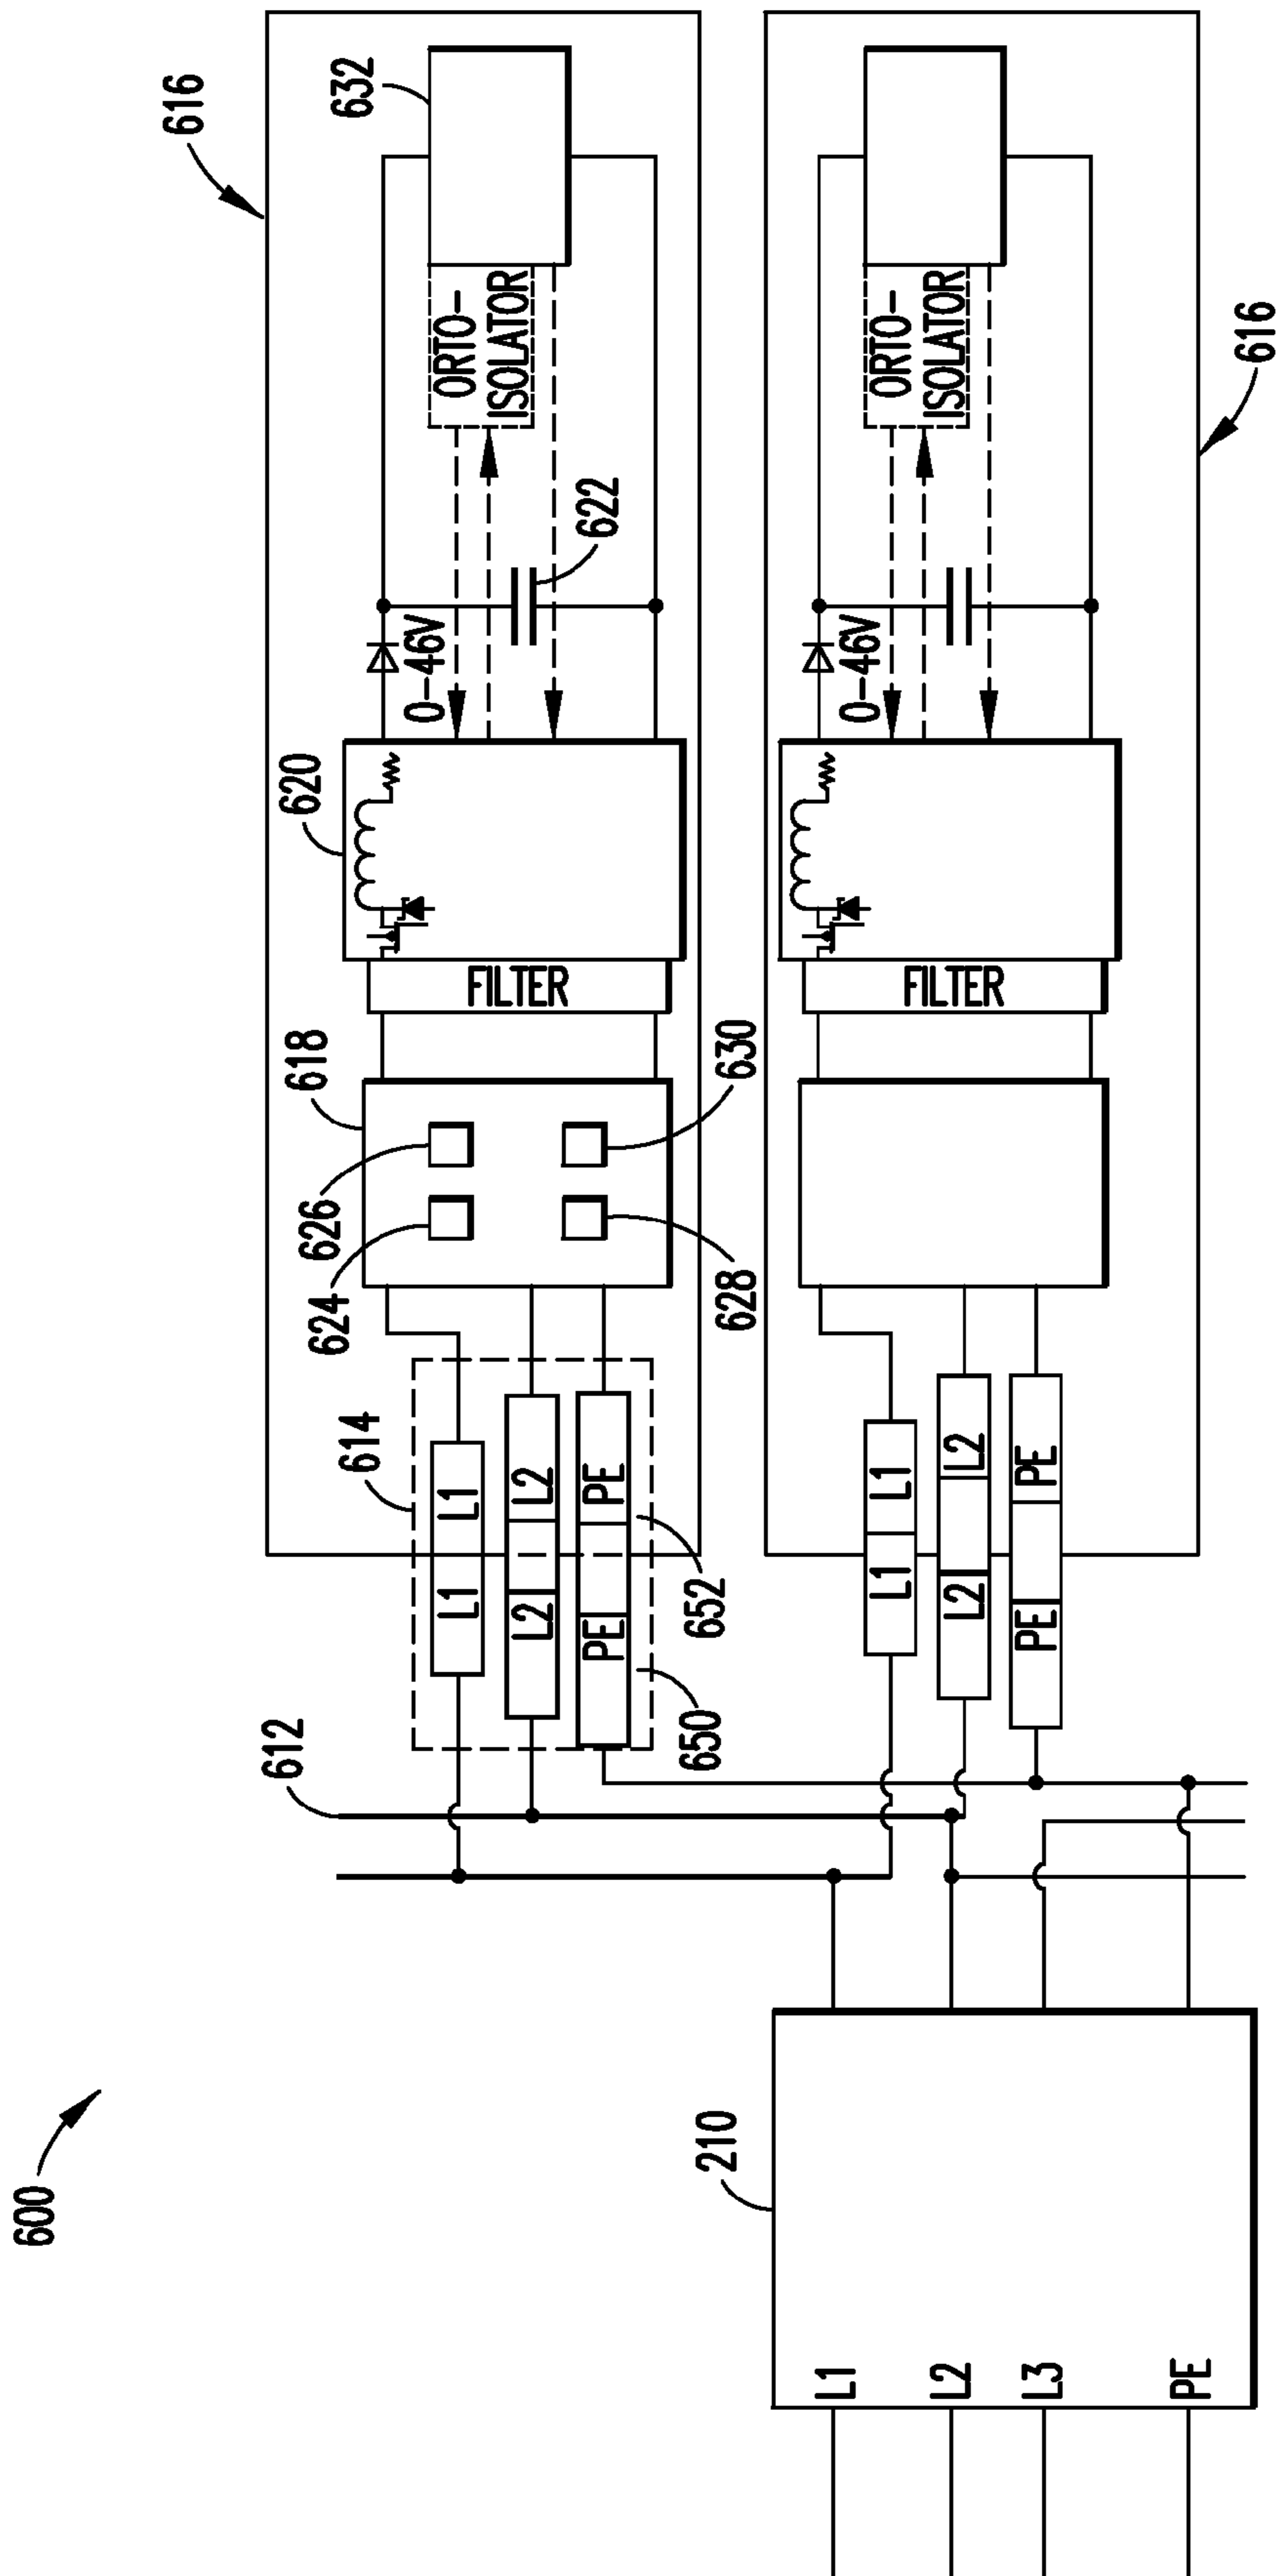 600
616
632
ORTO-
ISOLATOR
622
0-46V
620
FILTER
618
630
626
624
628
614
L1
L1
L2
L2
PE
PE
652
650
612
616
ORTO-
ISOLATOR
0-46V
FILTER
L1
L1
L2
L2
PE
PE
210
L1
L2
L3
PE